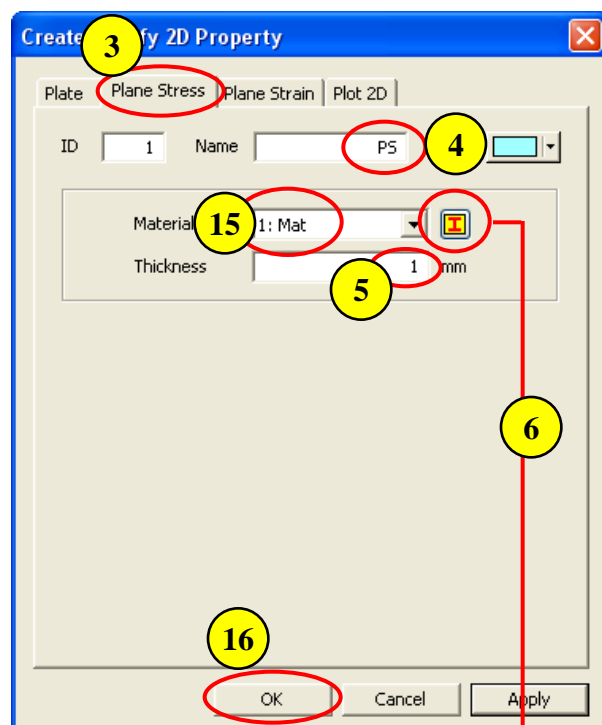 Create fy 2D Property
3
Plate Plane Stress Plane Strain Plot 2D
ID 1 Name PS 4
Material 15 1: Mat
Thickness 1 mm
5
6
16
OK Cancel Apply